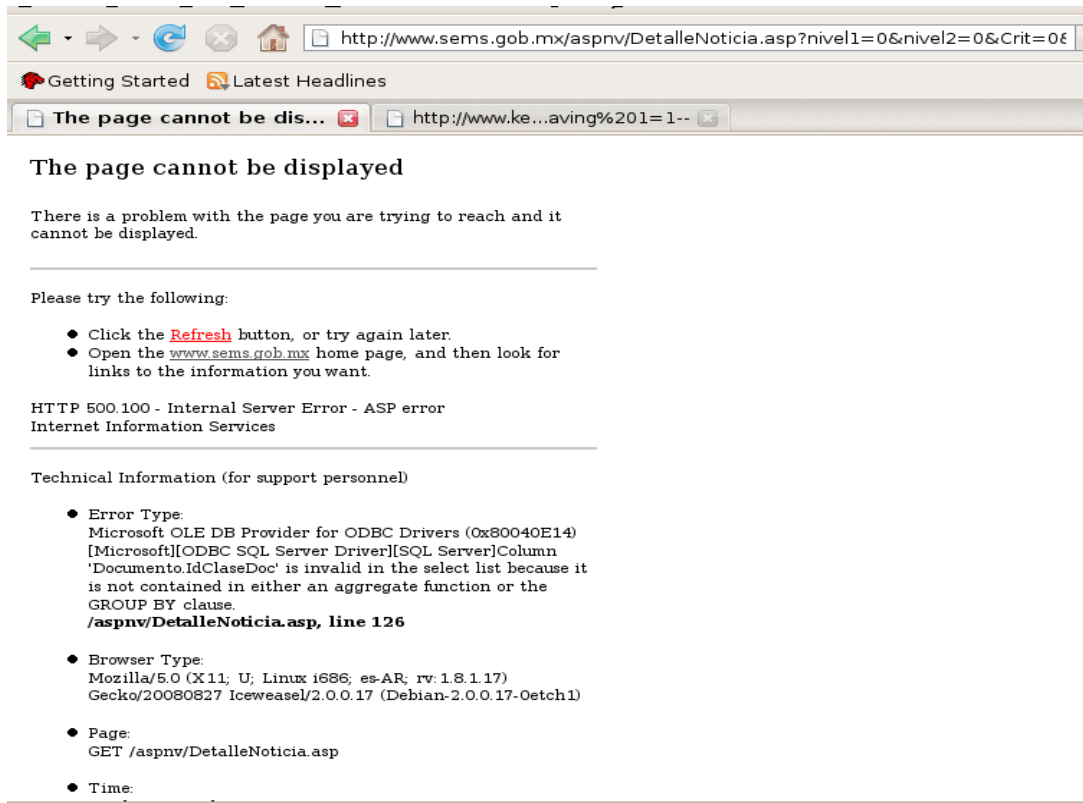 http://www.sems.gob.mx/aspnv/DetalleNoticia.asp?nivel1=0&nivel2=0&Crit=0&
Getting Started Latest Headlines
The page cannot be dis... http://www.ke...aving%201=1--
The page cannot be displayed
There is a problem with the page you are trying to reach and it
cannot be displayed.
Please try the following:
Click the Refresh button, or try again later.
Open the www.sems.gob.mx home page, and then look for
links to the information you want.
HTTP 500.100 - Internal Server Error - ASP error
Internet Information Services
Technical Information (for support personnel)
Error Type:
Microsoft OLE DB Provider for ODBC Drivers (0x80040E14)
[Microsoft][ODBC SQL Server Driver][SQL Server]Column
'Documento.IdClaseDoc' is invalid in the select list because it
is not contained in either an aggregate function or the
GROUP BY clause.
/aspnv/DetalleNoticia.asp, line 126
Browser Type:
Mozilla/5.0 (X11; U; Linux i686; es-AR; rv:1.8.1.17)
Gecko/20080827 Iceweasel/2.0.0.17 (Debian-2.0.0.17-0etch1)
Page:
GET /aspnv/DetalleNoticia.asp
Time: